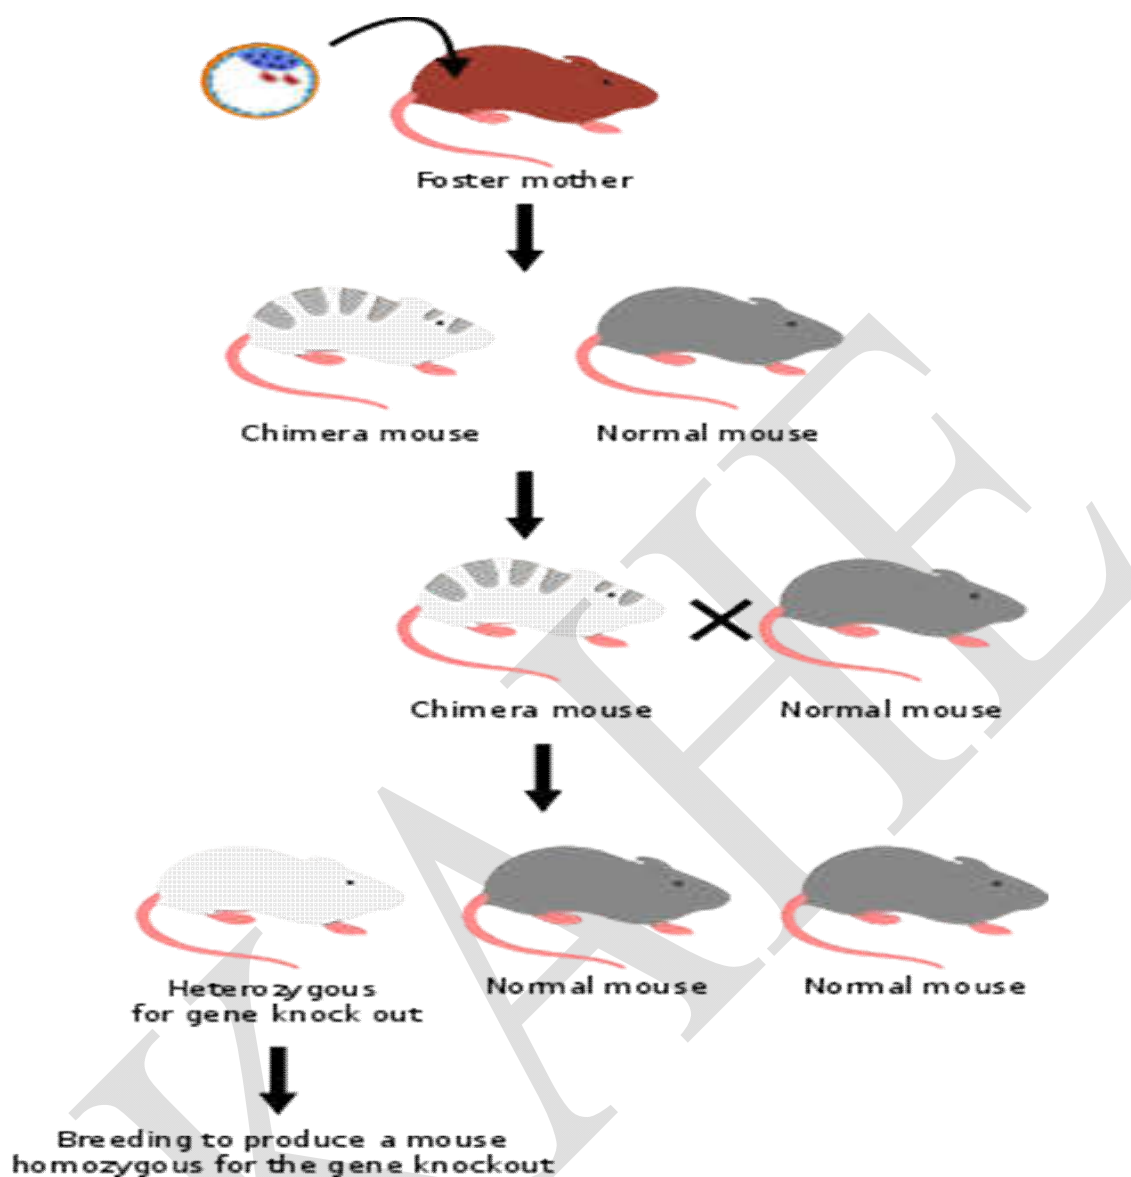 Foster mother
Chimera mouse
Normal mouse
Chimera mouse
Normal mouse
Heterozygous
for gene knock out
Normal mouse
Normal mouse
Breeding to produce a mouse
homozygous for the gene knockout
KAHE